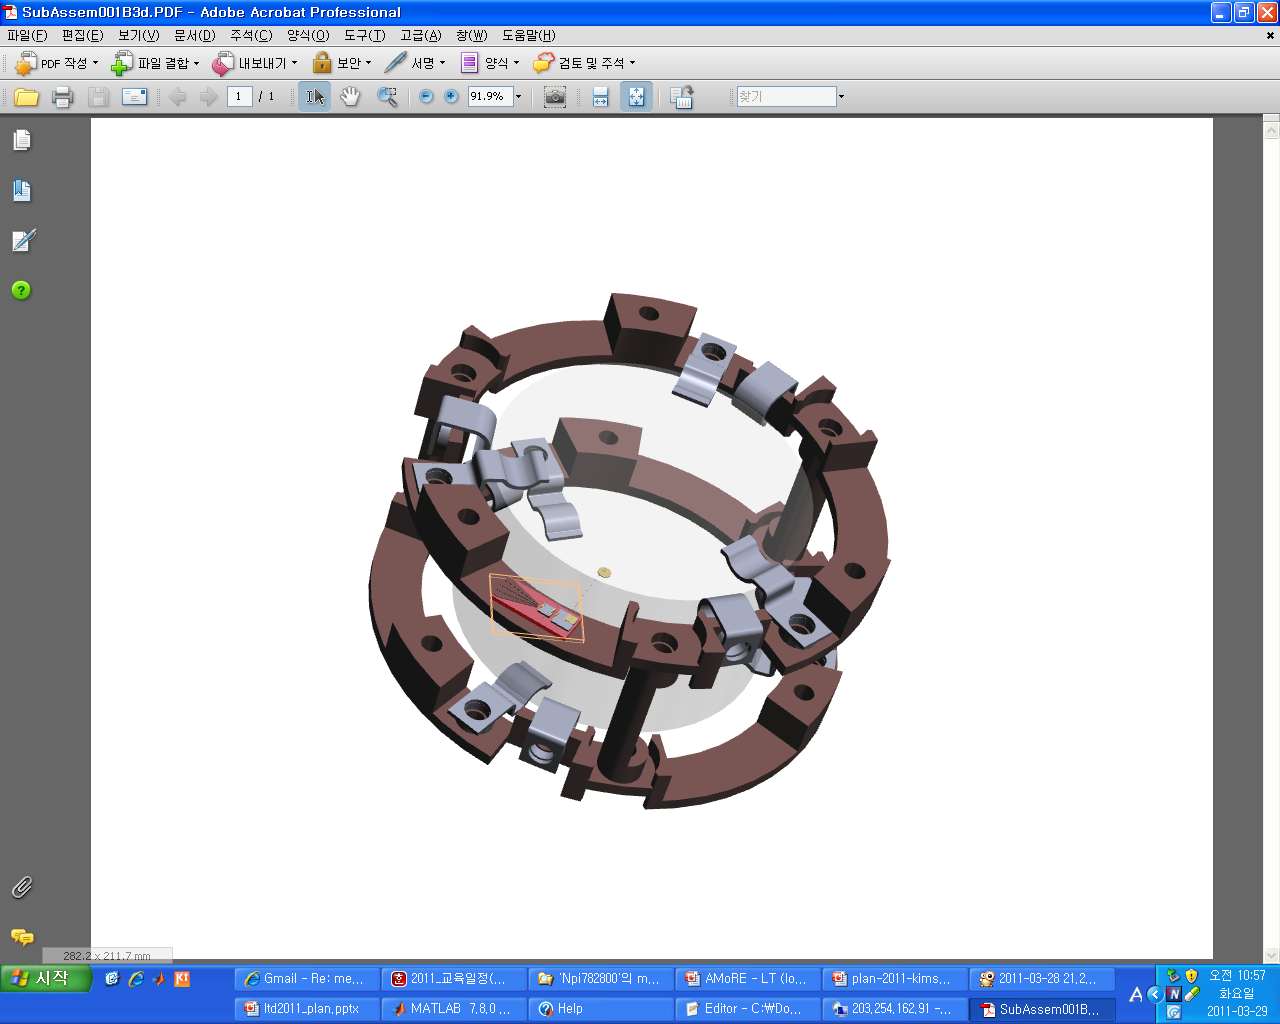 SubAssem001B3d.PDF - Adobe Acrobat Professional
파일(F) 편집(E) 보기(V) 문서(D) 주석(C) 양식(O) 도구(T) 고급(A) 창(W) 도움말(H)
PDF 작성 파일 결합 내보내기 보안 서명 양식 검토 및 주석
1 / 1 91.9% 찾기
282.2 x 211.7 mm
시작 Gmail - Re: me... 2011_교육일정(... 'Npi782800'의 m... AMoRE - LT (lo... plan-2011-kims... 2011-03-28 21,2... 오전 10:57
화요일
ltd2011_plan.pptx MATLAB 7,8,0 ... Help Editor - C:\Do... 203,254,162,91 -... SubAssem001B... 2011-03-29